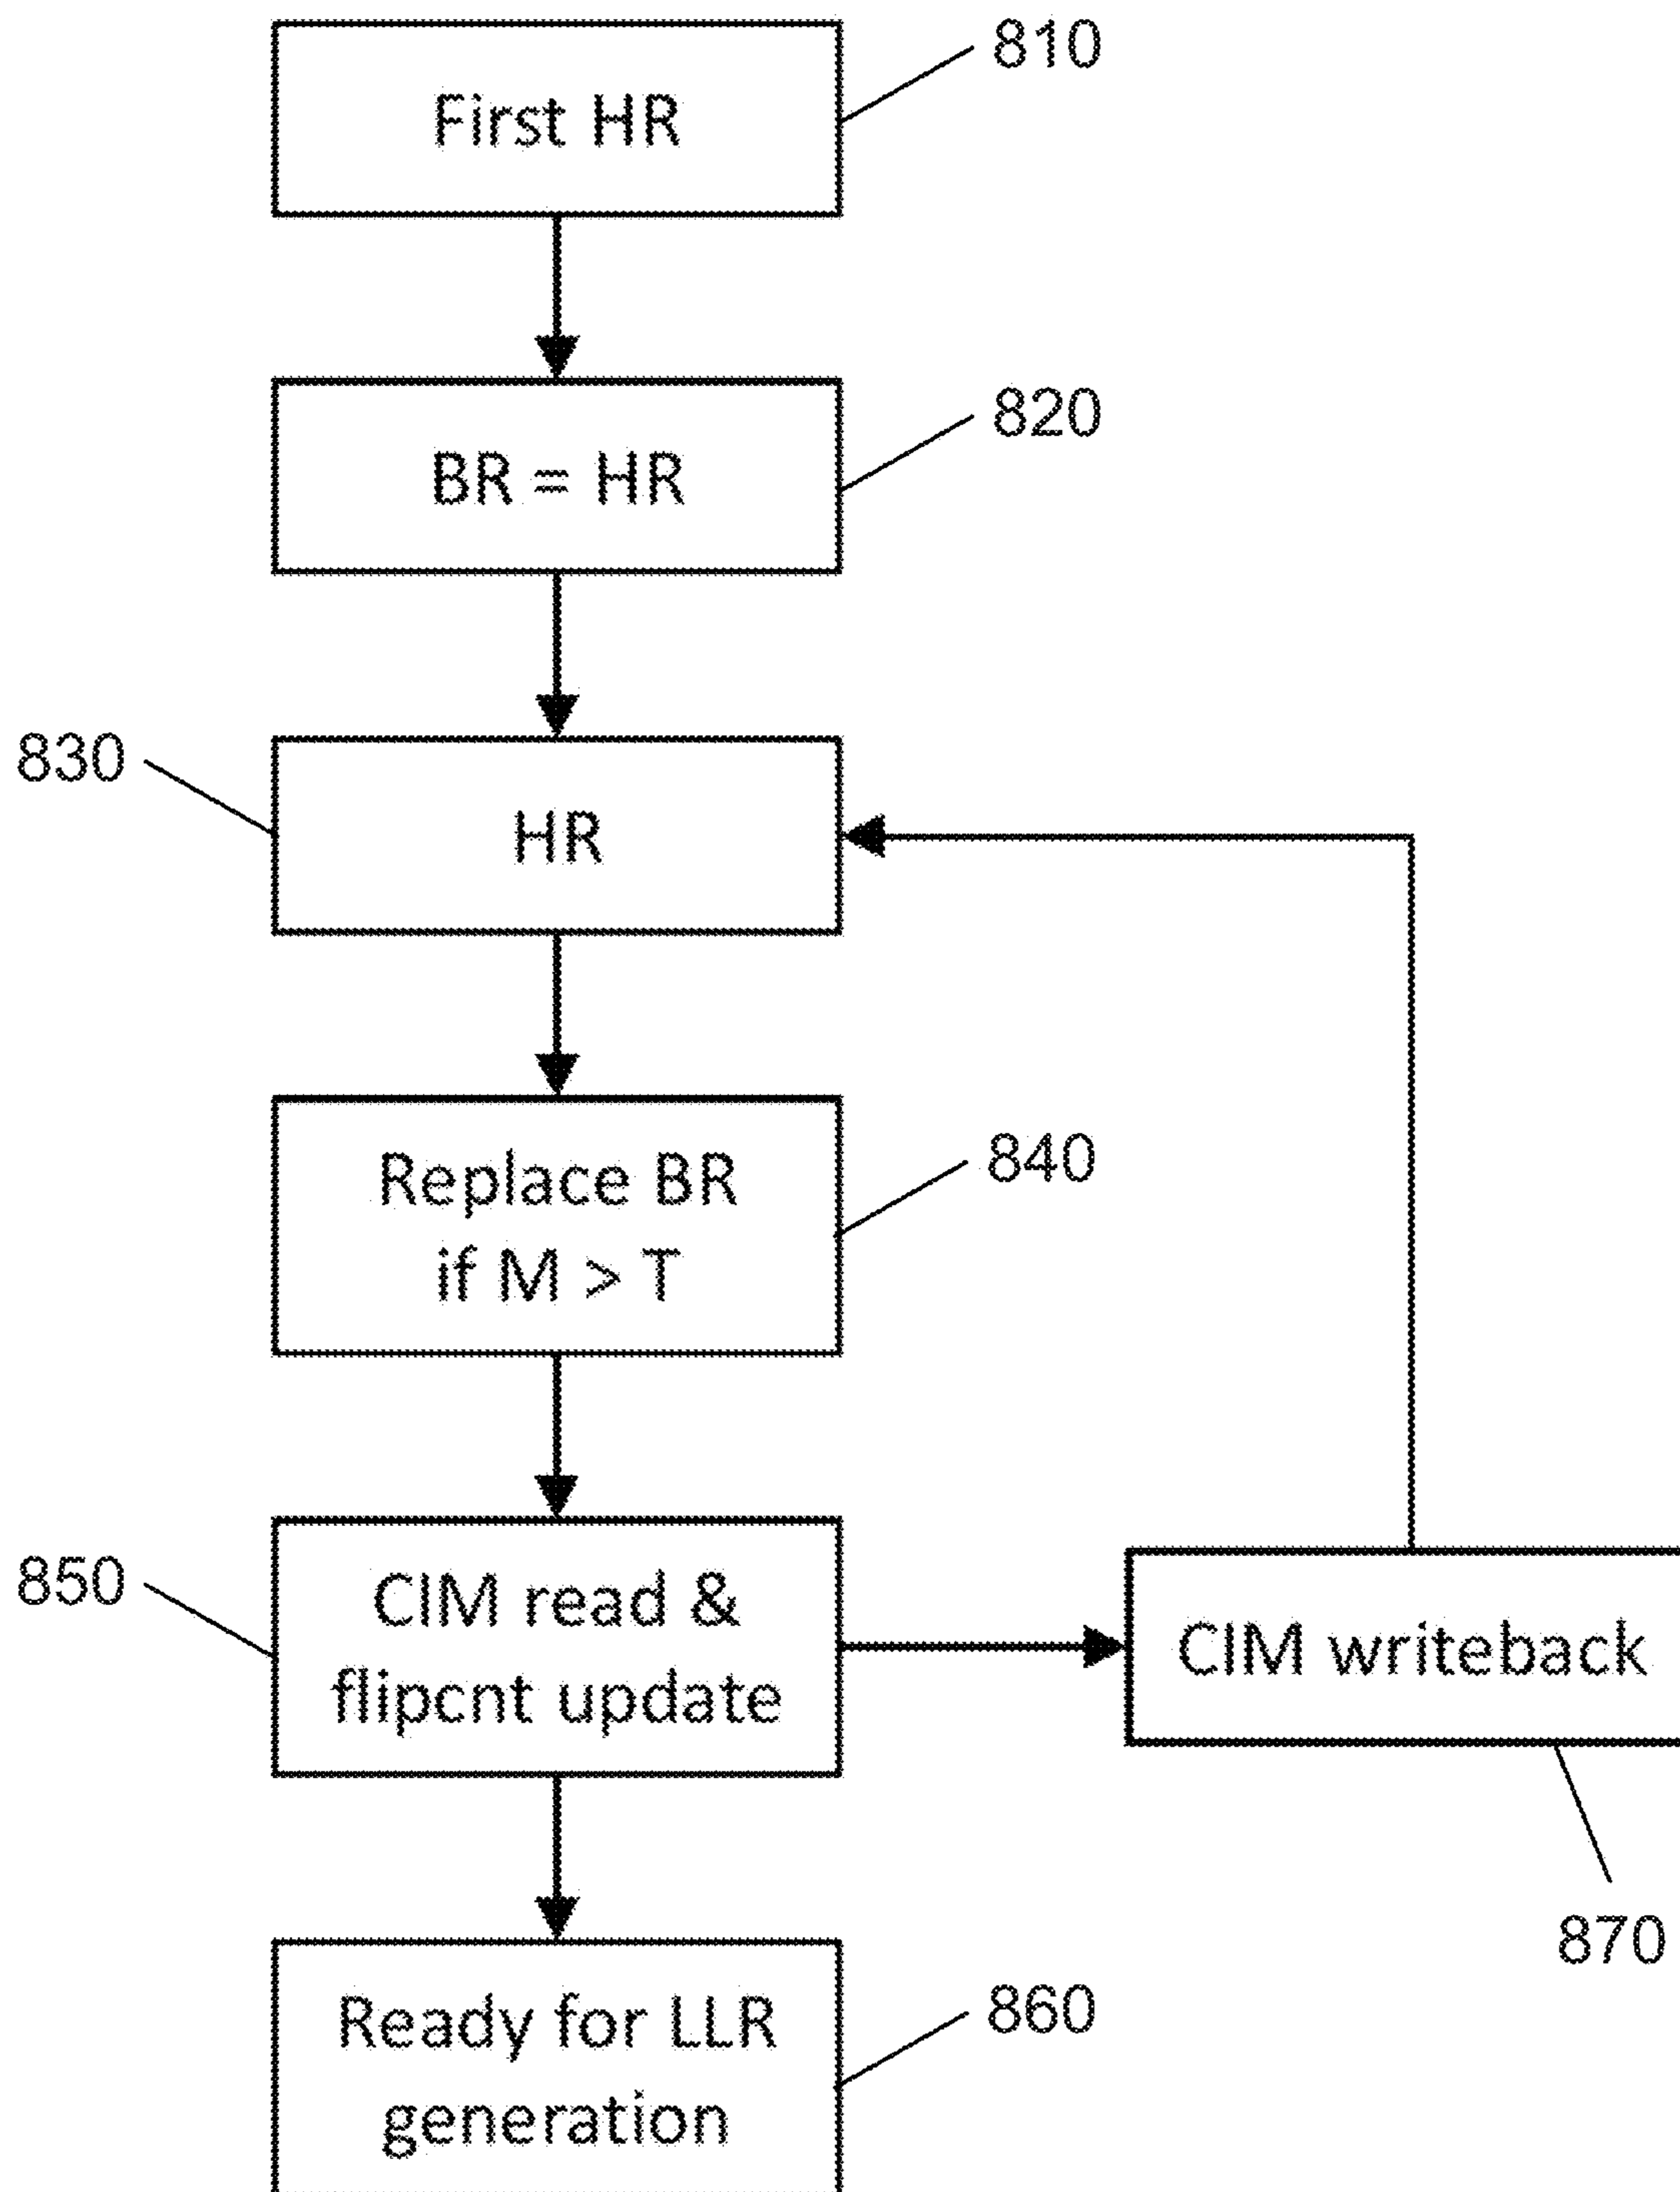 810
First HR
820
BR = HR
830
HR
840
Replace BR
if M > T
850
CIM read &
flipcnt update
CIM writeback
870
860
Ready for LLR
generation